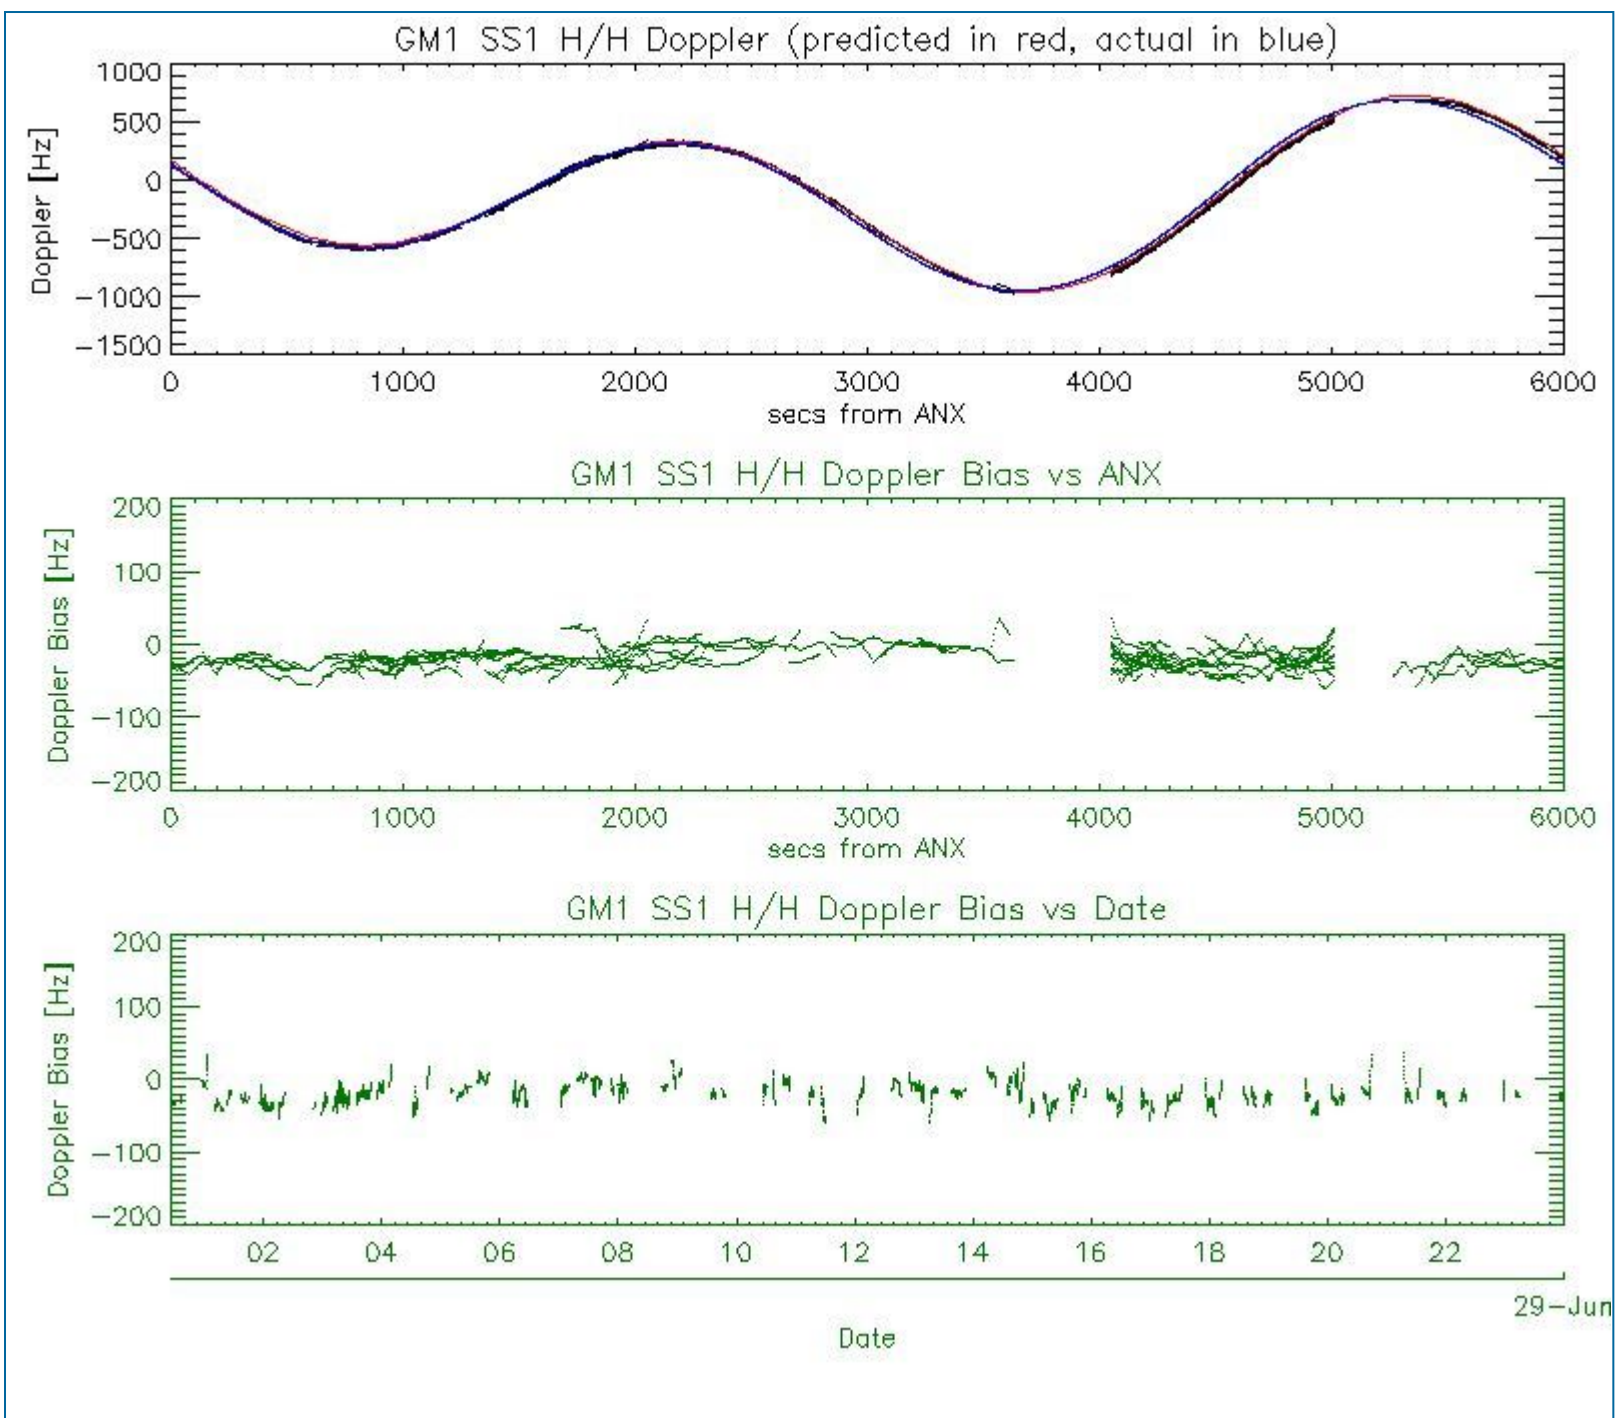 GM1 SS1 H/H Doppler (predicted in red, actual in blue)
1000
500
0
−500
−1000
−1500
Doppler [Hz]
0 1000 2000 3000 4000 5000 6000
secs from ANX
GM1 SS1 H/H Doppler Bias vs ANX
200
100
0
−100
−200
Doppler Bias [Hz]
0 1000 2000 3000 4000 5000 6000
secs from ANX
GM1 SS1 H/H Doppler Bias vs Date
200
100
0
−100
−200
Doppler Bias [Hz]
02 04 06 08 10 12 14 16 18 20 22
29−Jun
Date